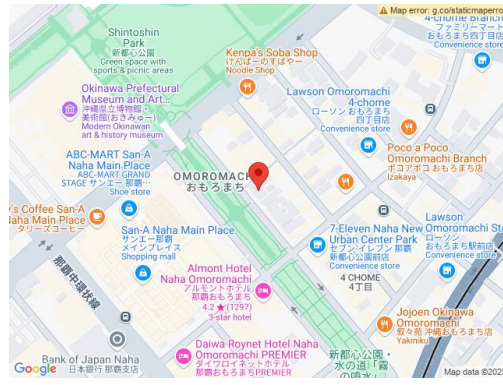 Map error: g.co/staticmaperro
Shintoshin
Park
新都心公園
Green space with
sports & picnic areas
4-chome Branch
ファミリーマート
おもろまち四丁目店
Convenience store
Kenpa's Soba Shop
けんぱーのすばやー
Noodle Shop
Okinawa Prefectural
Museum and Art...
沖縄県立博物館・
美術館(おきみゅー)
Modern Okinawan
art & history museum
Lawson Omoromachi
4-chome
ローソン おもろまち
四丁目店
Convenience store
ABC-MART San-A
Naha Main Place
ABC-MART GRAND
STAGE サンエー那覇…
Shoe store
OMOROMACHI
おもろまち
Poco a Poco
Omoromachi Branch
ポコアポコ おもろまち店
Izakaya
y's Coffee San-A
Naha Main Place
タリーズコーヒー
San-A Naha Main Place
サンエー那覇
メインプレイス
Shopping mall
7-Eleven Naha New
Urban Center Park
セブン-イレブン 那覇
新都心公園前店
Convenience store
Lawson
Omoromachi Sta
ローソン
おもろまち駅前店
Convenience store
4 CHOME
4丁目
那覇中環状線
Almont Hotel
Naha Omoromachi
アルモントホテル
那覇おもろまち
4.2 ★ (1297)
3-star hotel
Jojoen Okinawa
Omoromachi
叙々苑 沖縄おもろまち店
Yakiniku
Bank of Japan Naha
日本銀行 那覇支店
Daiwa Roynet Hotel Naha
Omoromachi PREMIER
ダイワロイネットホテル
那覇おもろまちPREMIER
新都心公園・
水の道「霧
の噴水」
Google
Map data ©2025